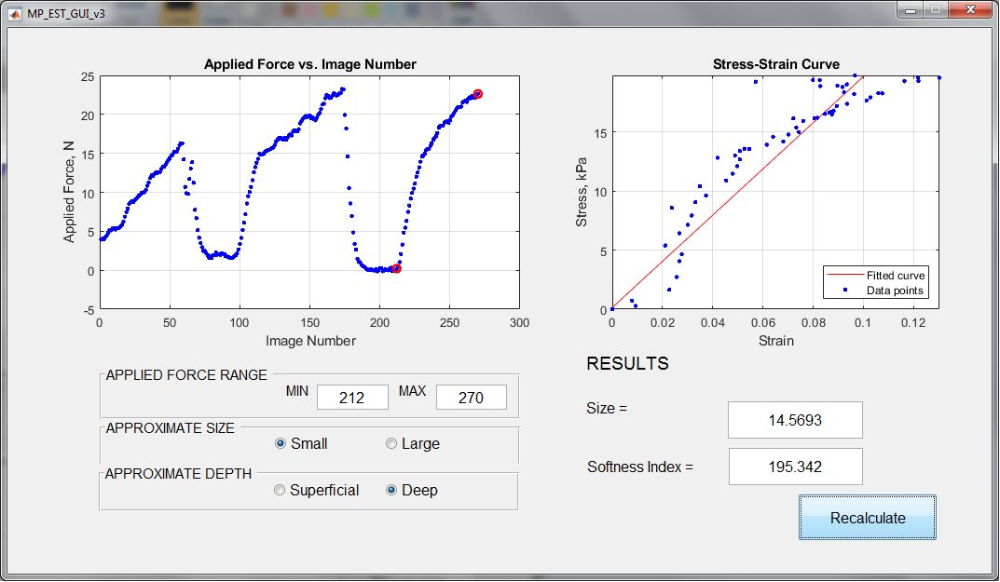 MP_EST_GUI_v3
Applied Force vs. Image Number
Applied Force, N
25
20
15
10
5
0
-5
0 50 100 150 200 250 300
Image Number
Stress-Strain Curve
Stress, kPa
15
10
5
0
0 0.02 0.04 0.06 0.08 0.1 0.12
Strain
Fitted curve
Data points
APPLIED FORCE RANGE
MIN 212 MAX 270
APPROXIMATE SIZE
Small Large
APPROXIMATE DEPTH
Superficial Deep
RESULTS
Size = 14.5693
Softness Index = 195.342
Recalculate